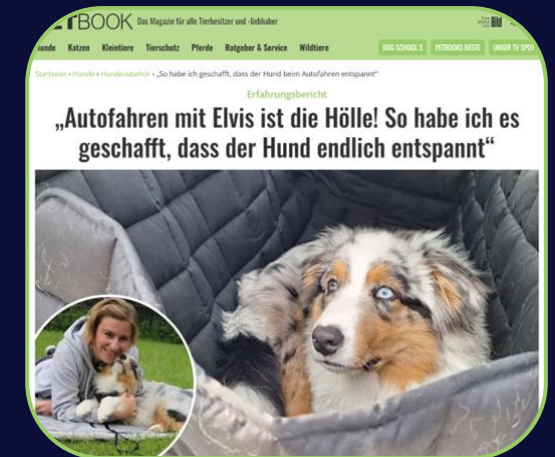 BOOK Das Magazin für alle Tierbesitzer und -liebhaber
Bild
Hunde Katzen Kleintiere Tierschutz Pferde Ratgeber & Service Wildtiere DOG SCHOOL 3 PETBOOKS BESTE UNSER TV SPOT
Startseite › Hunde › Hundezubehör › „So habe ich geschafft, dass der Hund beim Autofahren entspannt“
Erfahrungsbericht
„Autofahren mit Elvis ist die Hölle! So habe ich es
geschafft, dass der Hund endlich entspannt“